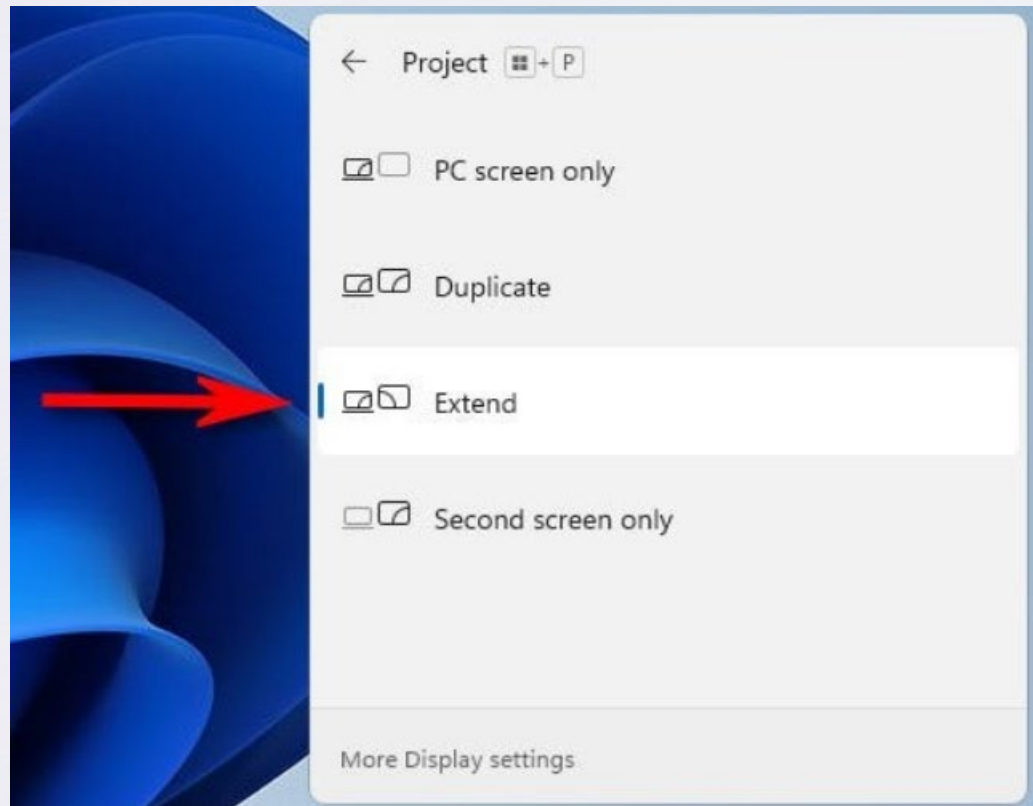 Project + P
PC screen only
Duplicate
Extend
Second screen only
More Display settings